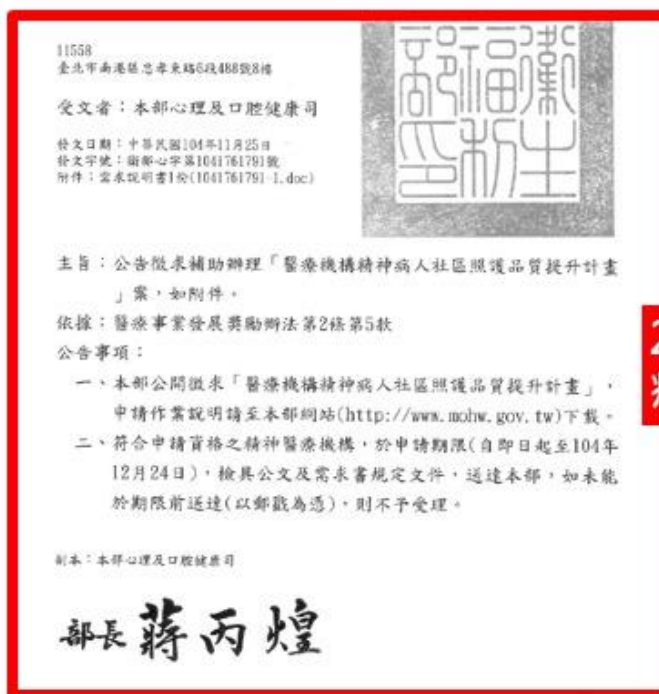 11558
臺北市南港區忠孝東路6段488號8樓
受文者：本部心理及口腔健康司
發文日期：中華民國104年11月25日
發文字號：衛部心字第1041761791號
附件：需求說明書1份(1041761791-1.doc)
衛生福利部印
主旨：公告徵求補助辦理「醫療機構精神病人社區照護品質提升計畫
」案，如附件。
依據：醫療事業發展獎勵辦法第2條第5款
公告事項：
一、本部公開徵求「醫療機構精神病人社區照護品質提升計畫」，
申請作業說明請至本部網站(http://www.mohw.gov.tw)下載。
二、符合申請資格之精神醫療機構，於申請期限(自即日起至104年
12月24日)，檢具公文及需求書規定文件，送達本部，如未能
於期限前送達(以郵戳為憑)，則不予受理。
副本：本部心理及口腔健康司
部長 蔣丙煌